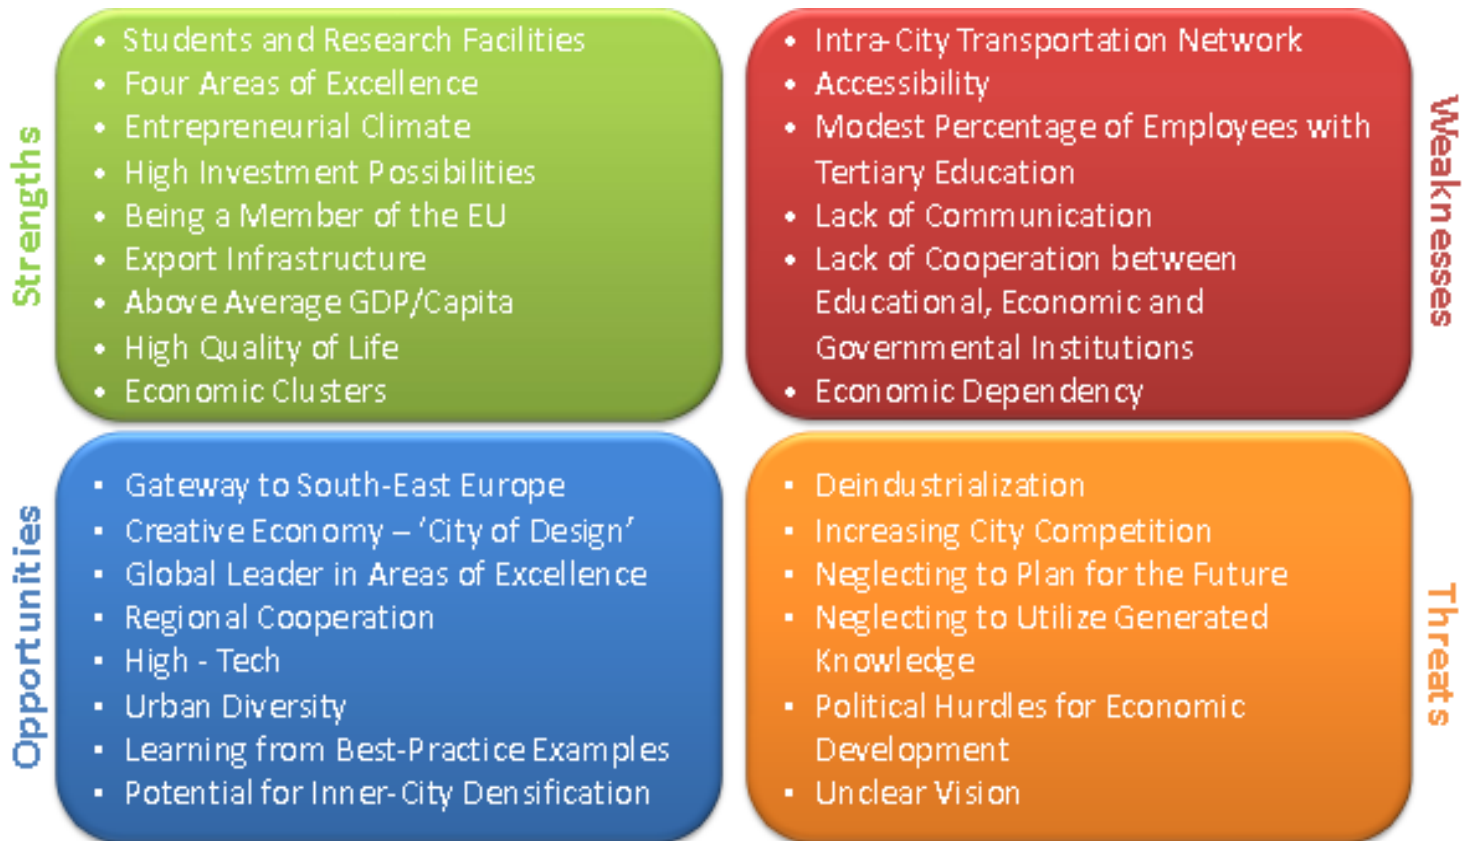 Strengths
• Students and Research Facilities
• Four Areas of Excellence
• Entrepreneurial Climate
• High Investment Possibilities
• Being a Member of the EU
• Export Infrastructure
• Above Average GDP/Capita
• High Quality of Life
• Economic Clusters
Weaknesses
• Intra-City Transportation Network
• Accessibility
• Modest Percentage of Employees with
Tertiary Education
• Lack of Communication
• Lack of Cooperation between
Educational, Economic and
Governmental Institutions
• Economic Dependency
Opportunities
▪ Gateway to South-East Europe
▪ Creative Economy – ‘City of Design’
▪ Global Leader in Areas of Excellence
▪ Regional Cooperation
▪ High - Tech
▪ Urban Diversity
▪ Learning from Best-Practice Examples
▪ Potential for Inner-City Densification
Threats
▪ Deindustrialization
▪ Increasing City Competition
▪ Neglecting to Plan for the Future
▪ Neglecting to Utilize Generated
Knowledge
▪ Political Hurdles for Economic
Development
▪ Unclear Vision